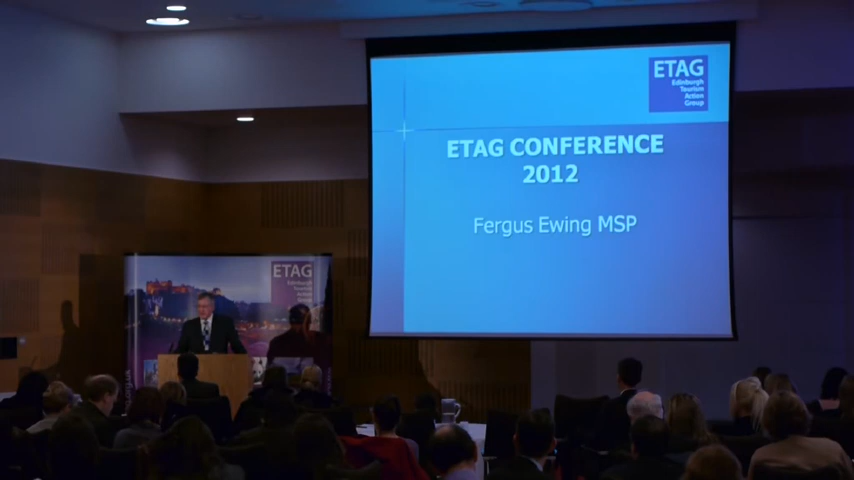 ETAG
Edinburgh
Tourism
Action
Group
ETAG CONFERENCE
2012
Fergus Ewing MSP
ETAG
Edinburgh
Tourism
Action
Group